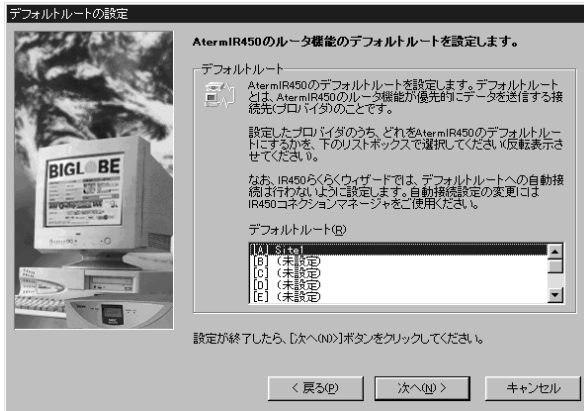 デフォルトルートの設定
AtermIR450のルータ機能のデフォルトルートを設定します。
デフォルトルート
AtermIR450のデフォルトルートを設定します。デフォルトルート
とは、AtermIR450のルータ機能が優先的にデータを送信する接
続先(プロバイダ)のことです。
設定したプロバイダのうち、どれをAtermIR450のデフォルトルー
トにするかを、下のリストボックスで選択してください(反転表示さ
せてください)。
なお、IR450らくらくウィザードでは、デフォルトルートへの自動接
続は行わないように設定します。自動接続設定の変更には
IR450コネクションマネージャをご使用ください。
デフォルトルート(R)
[A] Site1
[B] (未設定)
[C] (未設定)
[D] (未設定)
[E] (未設定)
BIGLOBE
設定が終了したら、[次へ(N)>]ボタンをクリックしてください。
< 戻る(P)
次へ(N) >
キャンセル